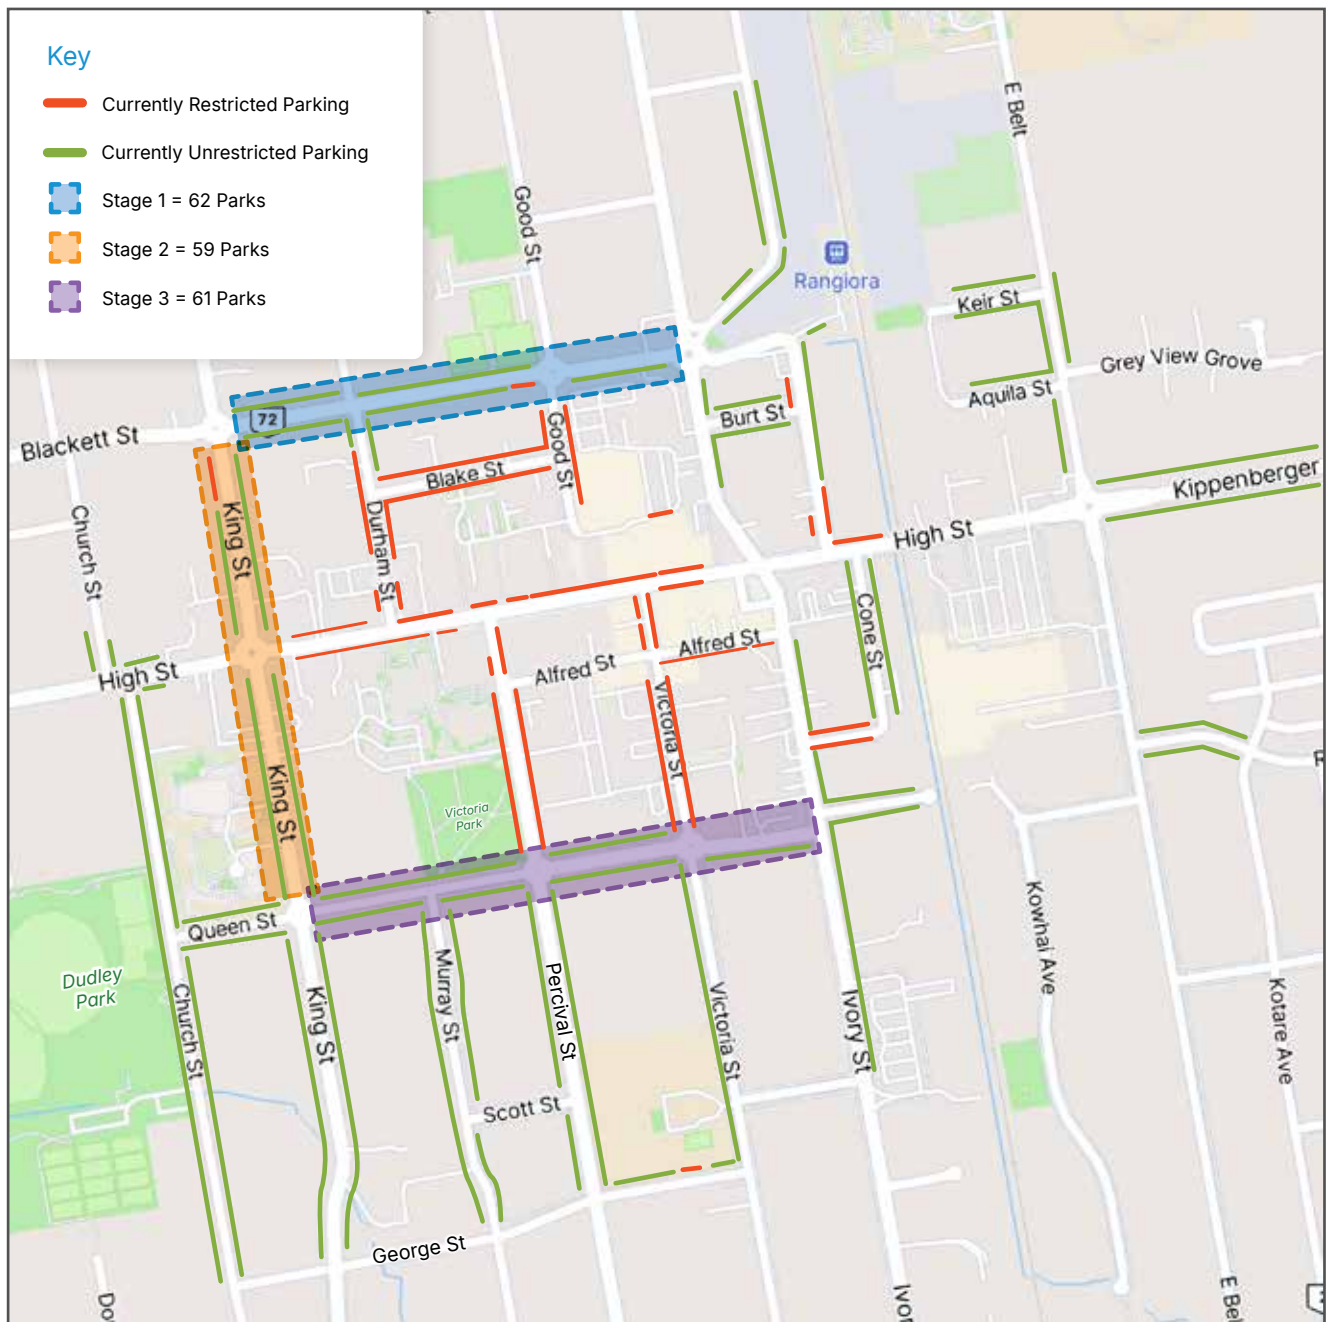 Key
Currently Restricted Parking
Currently Unrestricted Parking
Stage 1 = 62 Parks
Stage 2 = 59 Parks
Stage 3 = 61 Parks
E Belt
Good St
Rangiora
Keir St
Grey View Grove
Aquila St
Burt St
72
Blackett St
Good St
Blake St
Kippenberger
Church St
King St
Durham St
High St
Cone St
Alfred St
Alfred St
High St
Victoria St
King St
Victoria
Park
Queen St
Kowhai Ave
Dudley
Park
Church St
King St
Murray St
Percival St
Victoria St
Ivory St
Kotare Ave
Scott St
George St
Do
Ivor
E Bel